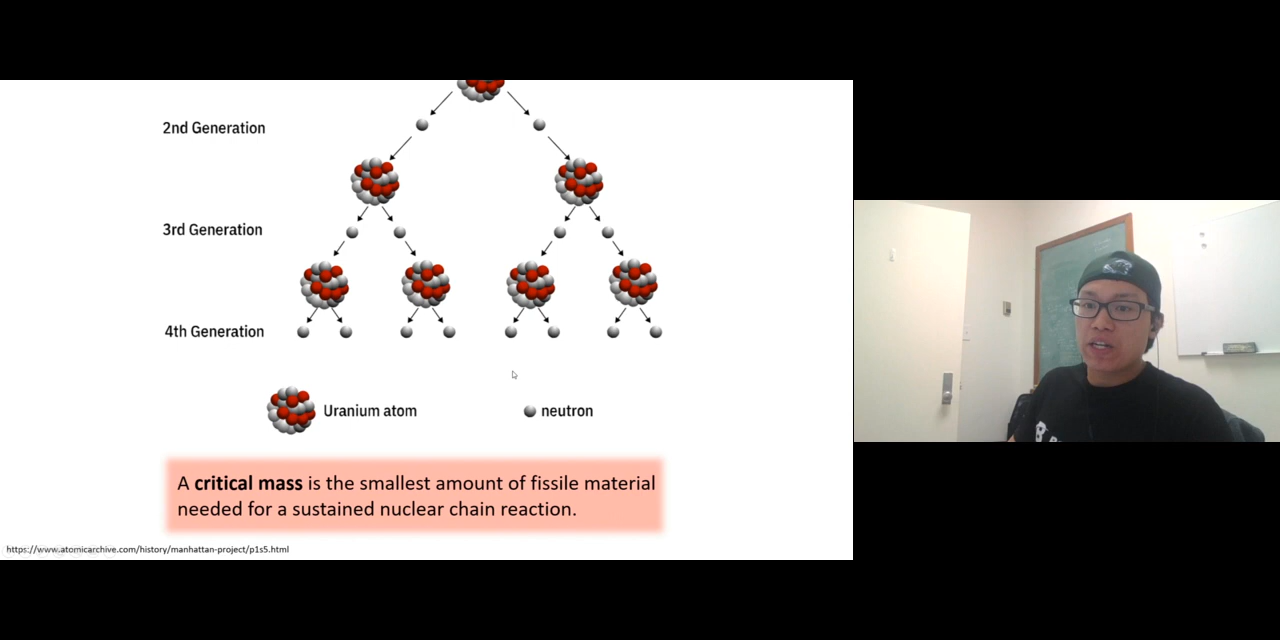 2nd Generation
3rd Generation
4th Generation
Uranium atom
neutron
A critical mass is the smallest amount of fissile material
needed for a sustained nuclear chain reaction.
https://www.atomicarchive.com/history/manhattan-project/p1s5.html